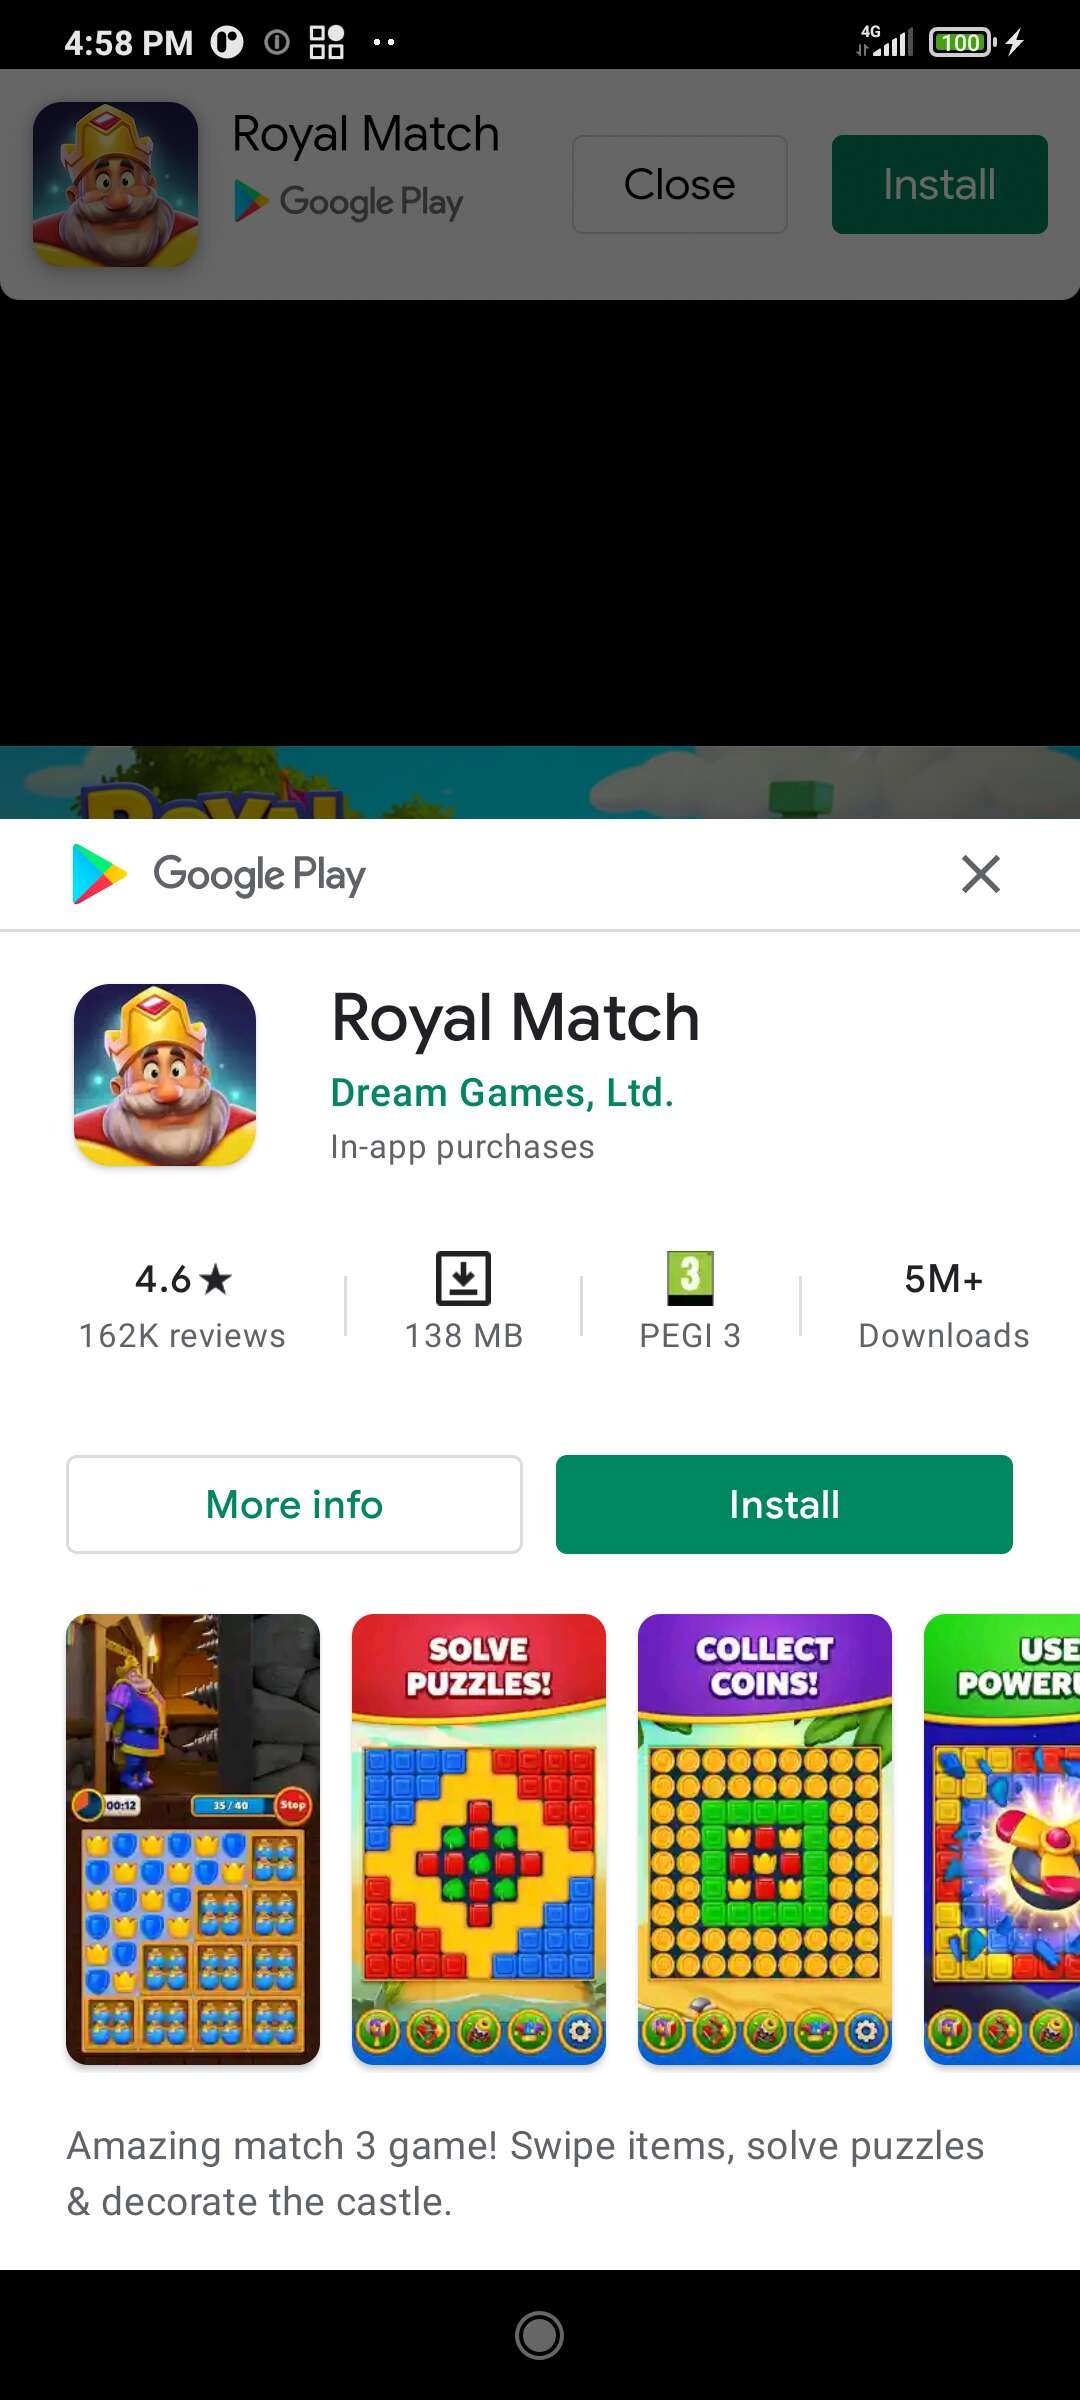 4:58 PM
4G
100
Royal Match
Google Play
Close
Install
ROYAL
Google Play
Royal Match
Dream Games, Ltd.
In-app purchases
4.6★
162K reviews
138 MB
3
PEGI 3
5M+
Downloads
More info
Install
00:12
35/40
Stop
SOLVE
PUZZLES!
COLLECT
COINS!
USE
POWERU
Amazing match 3 game! Swipe items, solve puzzles
& decorate the castle.